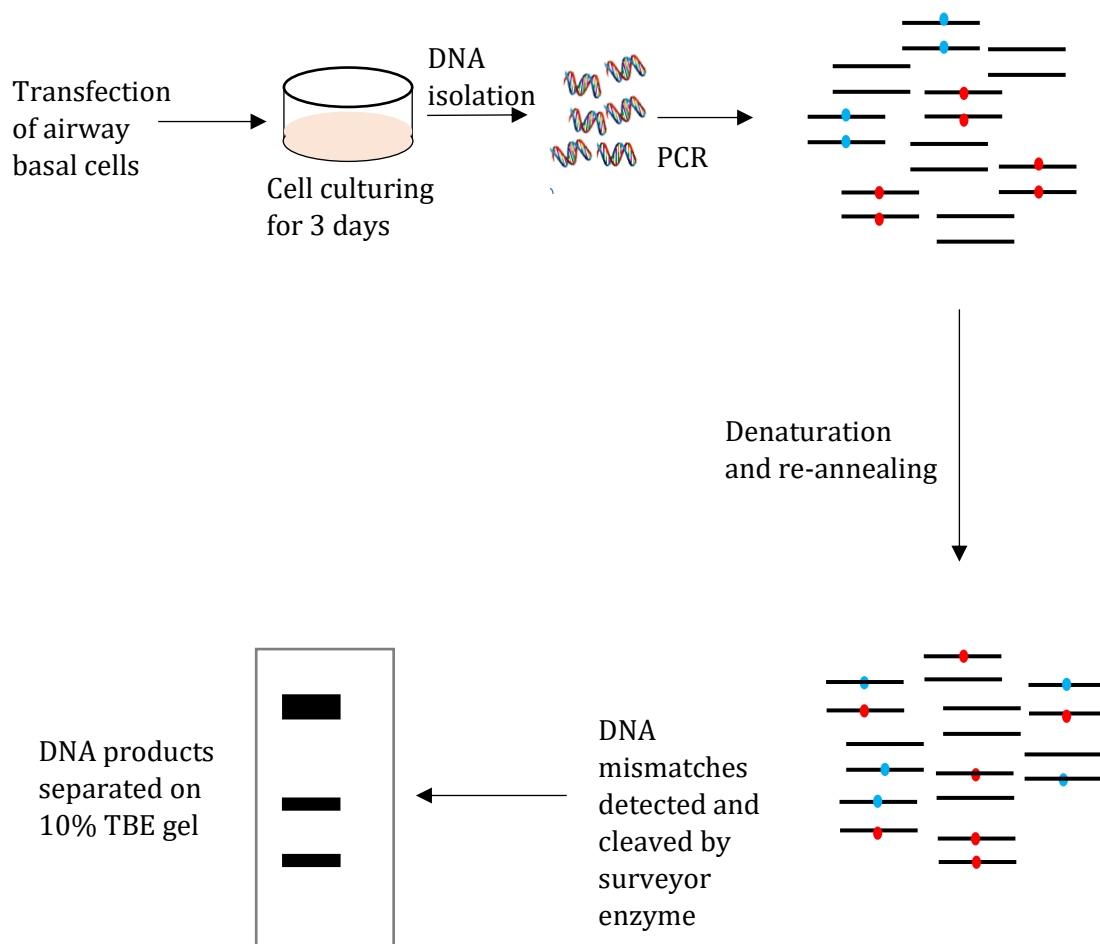 Transfection
of airway
basal cells
Cell culturing
for 3 days
DNA
isolation
PCR
Denaturation
and re-annealing
DNA
mismatches
detected and
cleaved by
surveyor
enzyme
DNA products
separated on
10% TBE gel